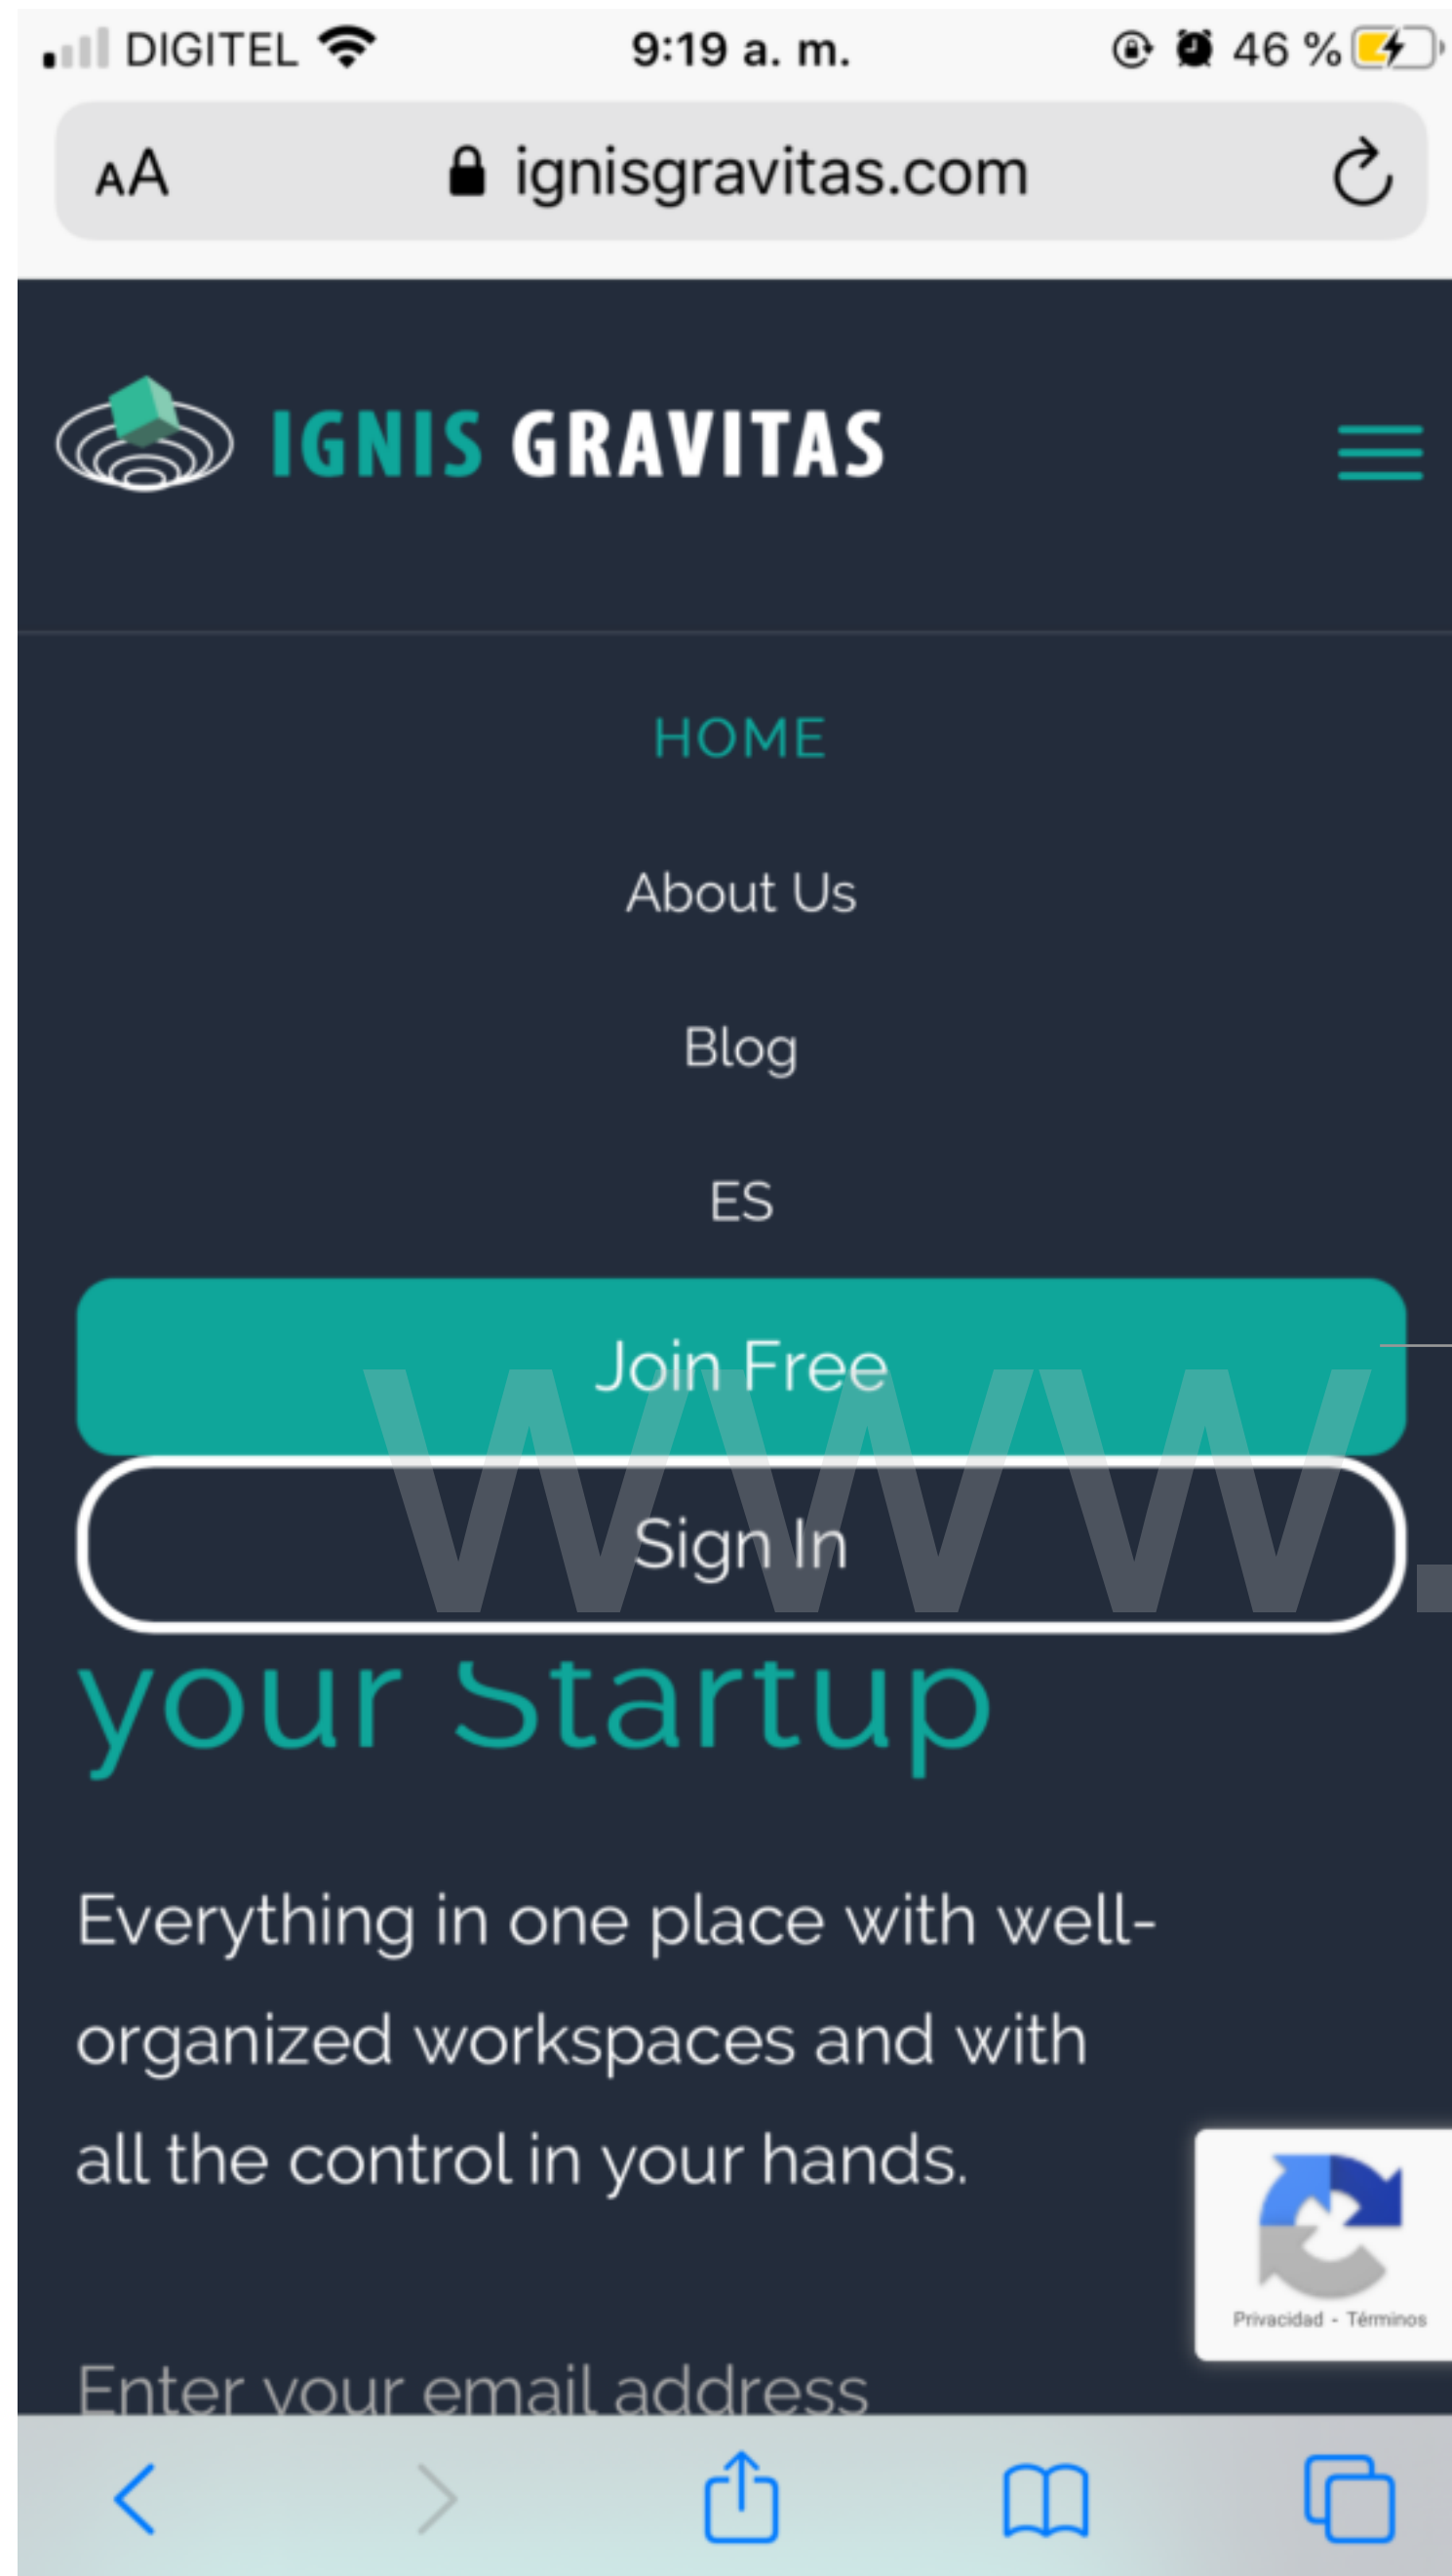 DIGITEL 9:19 a. m. 46 %
AA ignisgravitas.com
IGNIS GRAVITAS
HOME
About Us
Blog
ES
Join Free
www.
Sign In
your Startup
Everything in one place with well-
organized workspaces and with
all the control in your hands.
Privacidad - Términos
Enter your email address